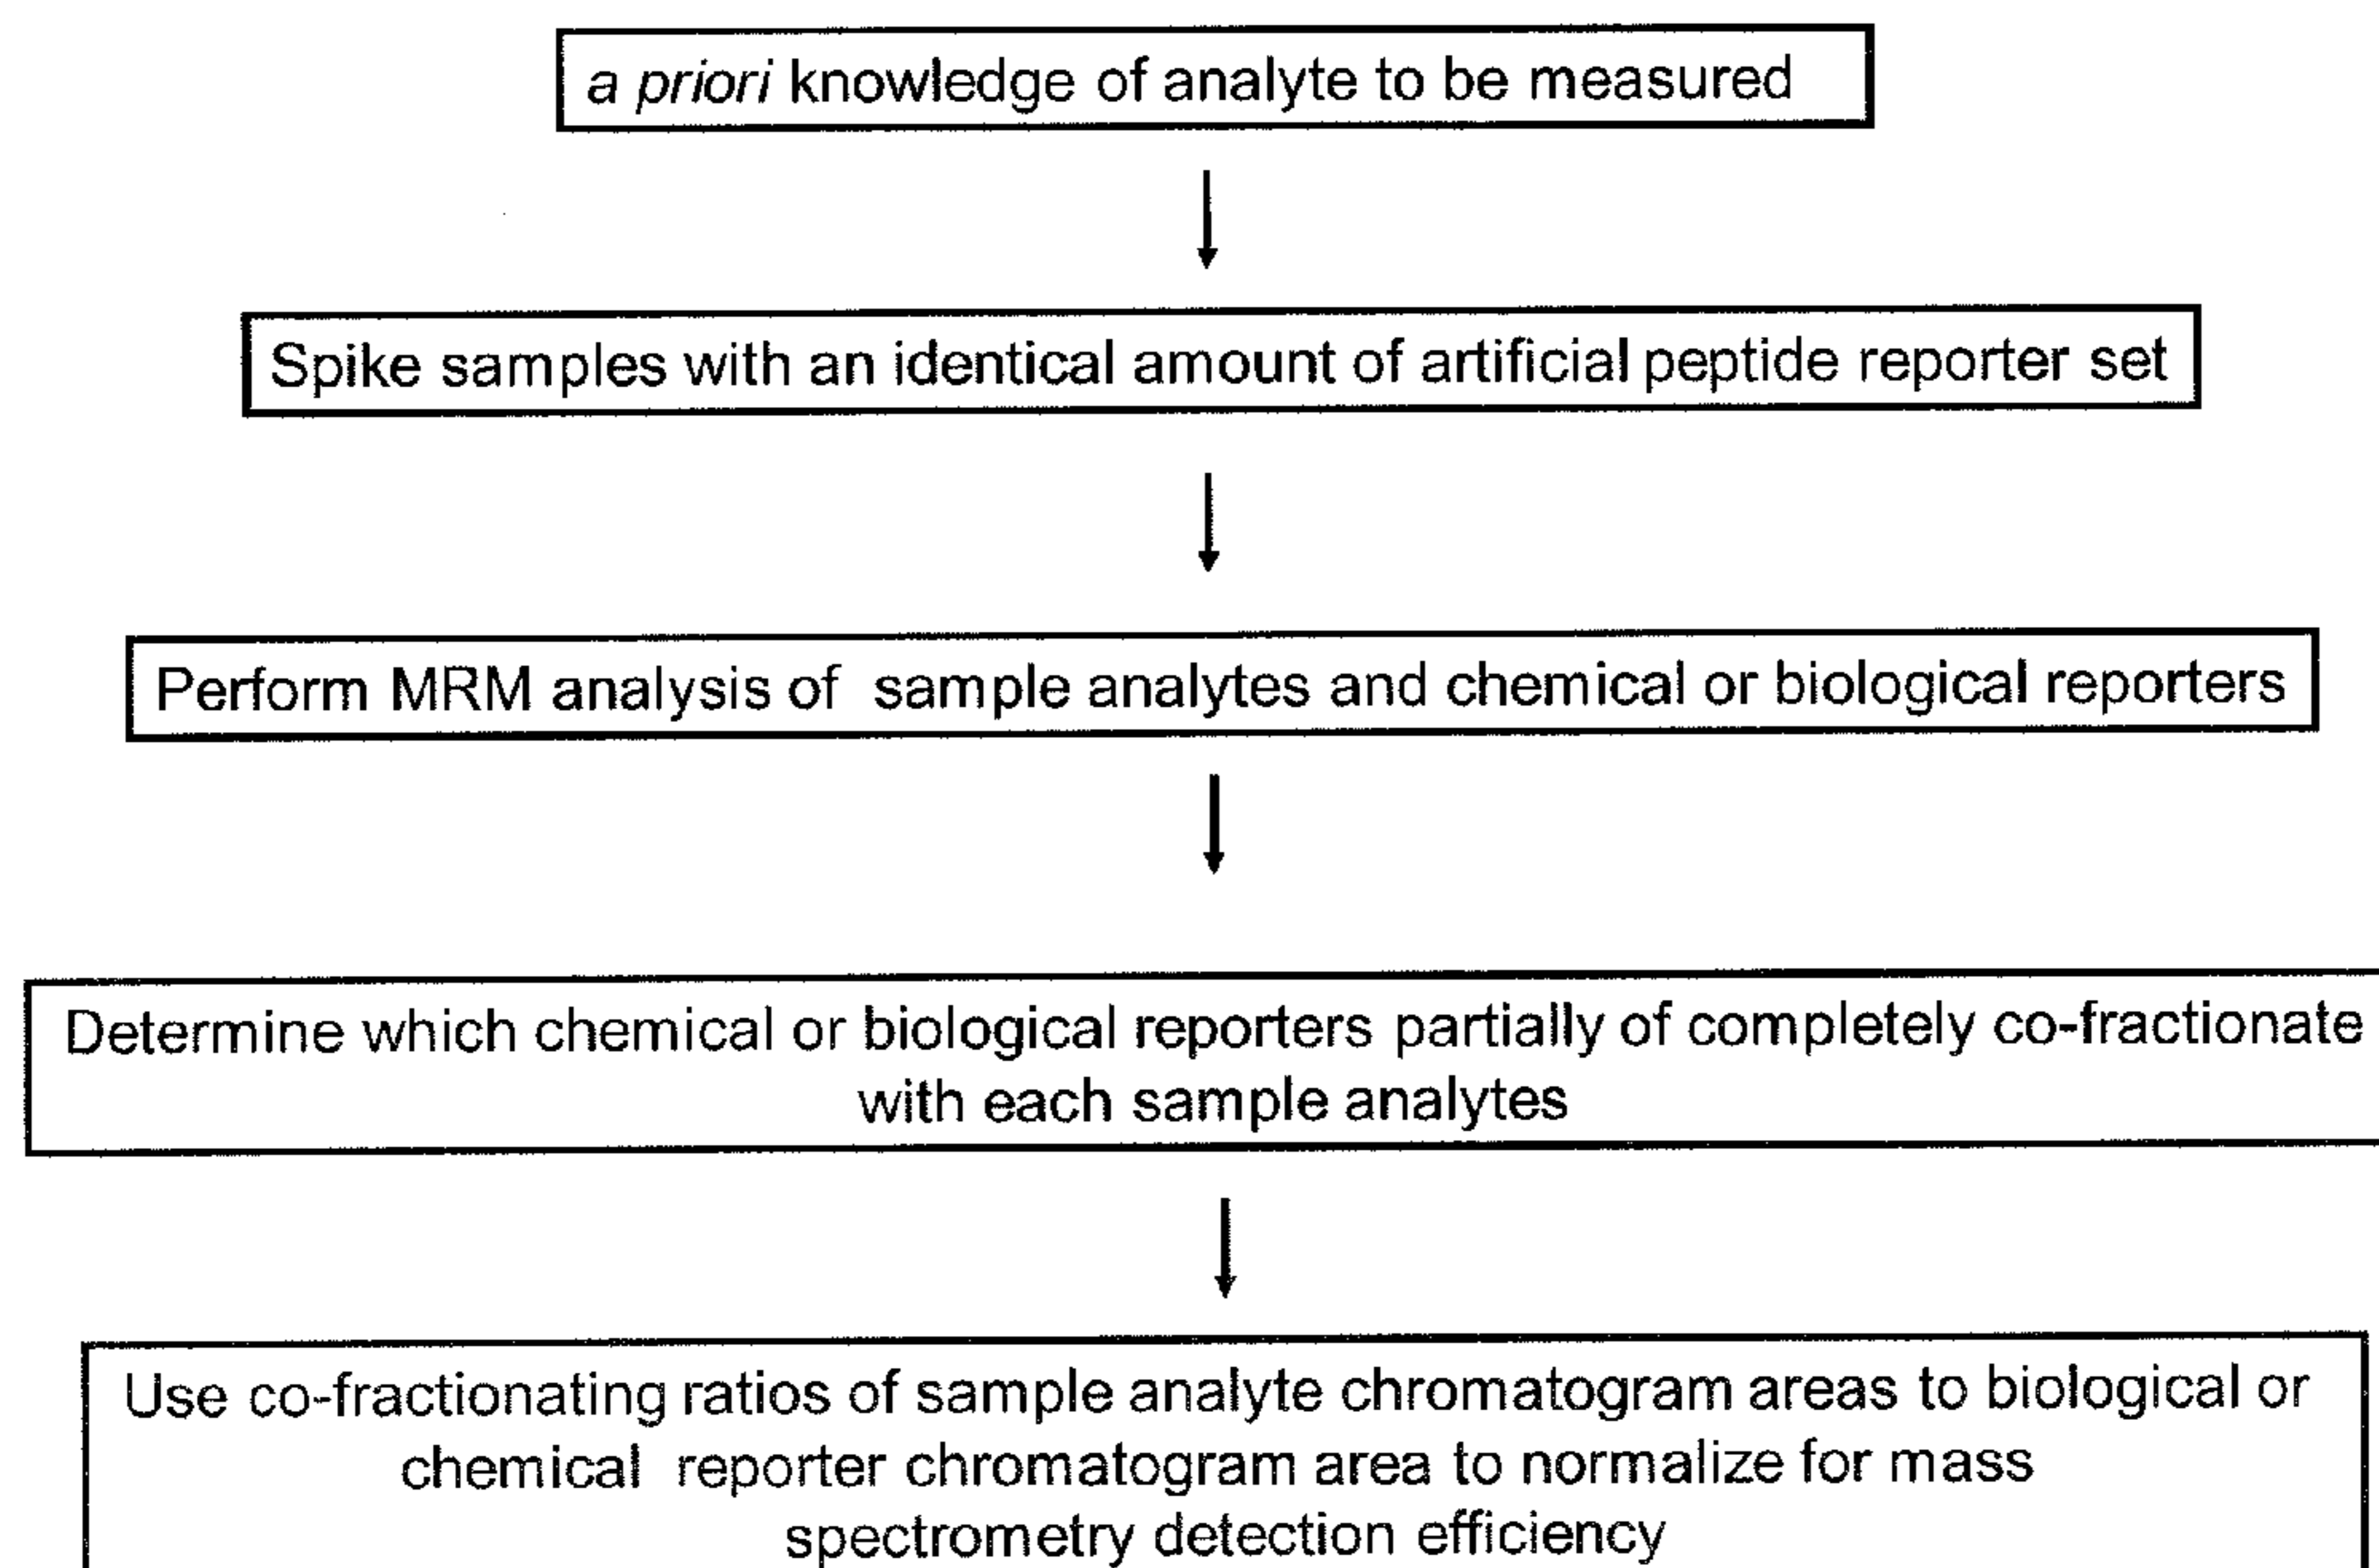 a priori knowledge of analyte to be measured
Spike samples with an identical amount of artificial peptide reporter set
Perform MRM analysis of sample analytes and chemical or biological reporters
Determine which chemical or biological reporters partially of completely co-fractionate
with each sample analytes
Use co-fractionating ratios of sample analyte chromatogram areas to biological or
chemical reporter chromatogram area to normalize for mass
spectrometry detection efficiency